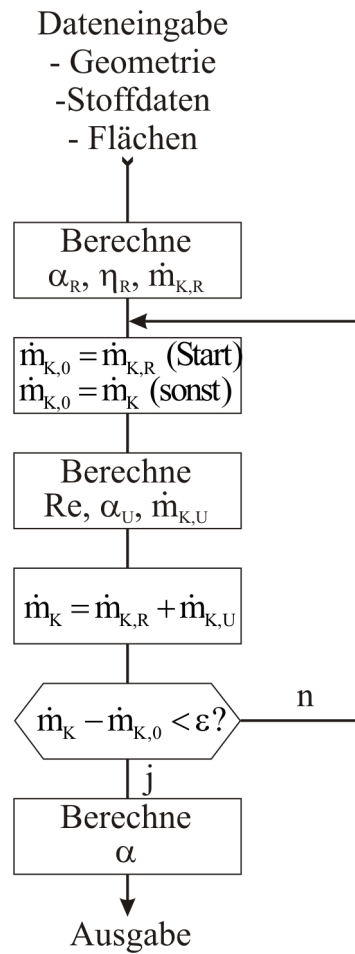 Dateneingabe
- Geometrie
-Stoffdaten
- Flächen
Berechne
α_R, η_R, ṁ_K,R
ṁ_K,0 = ṁ_K,R (Start)
ṁ_K,0 = ṁ_K (sonst)
Berechne
Re, α_U, ṁ_K,U
ṁ_K = ṁ_K,R + ṁ_K,U
ṁ_K − ṁ_K,0 < ε?
n
j
Berechne
α
Ausgabe